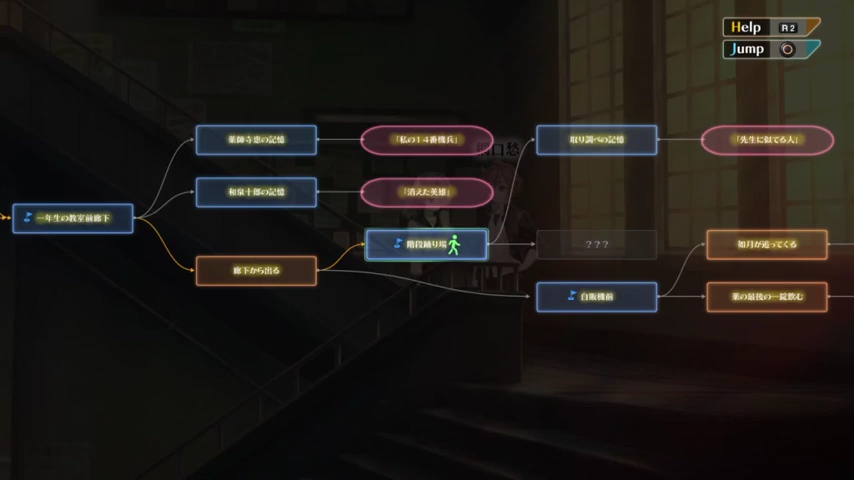 Help R2
Jump
薬師寺恵の記憶
「私の14番機兵」
取り調べの記憶
「先生に似てる人」
和泉十郎の記憶
「消えた英雄」
一年生の教室前廊下
階段踊り場
???
如月が追ってくる
廊下から出る
自販機前
薬の最後の一錠飲む